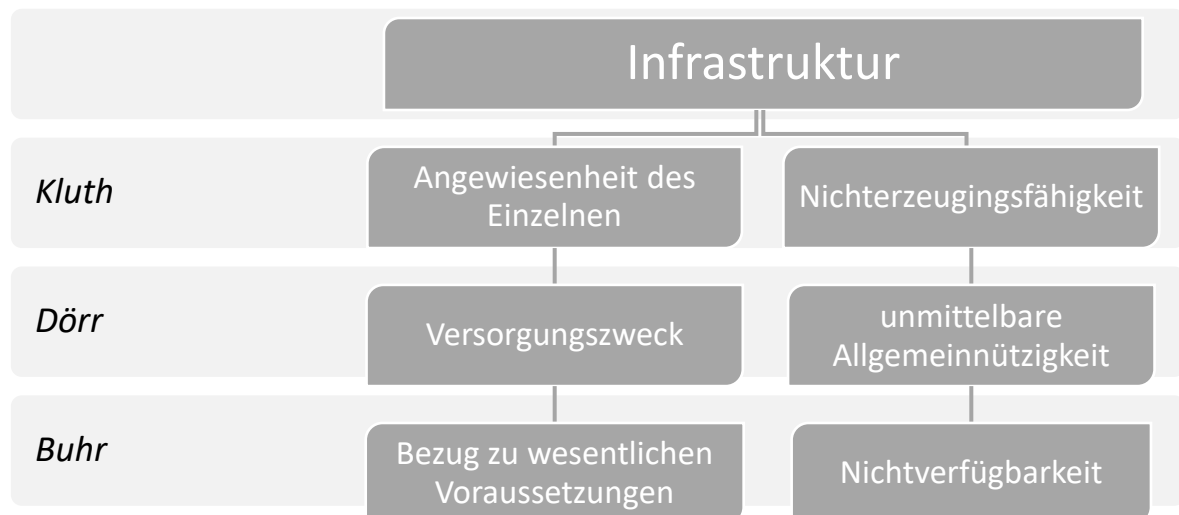 Infrastruktur
Kluth
Angewiesenheit des
Einzelnen
Nichterzeugingsfähigkeit
Dörr
Versorgungszweck
unmittelbare
Allgemeinnützigkeit
Buhr
Bezug zu wesentlichen
Voraussetzungen
Nichtverfügbarkeit